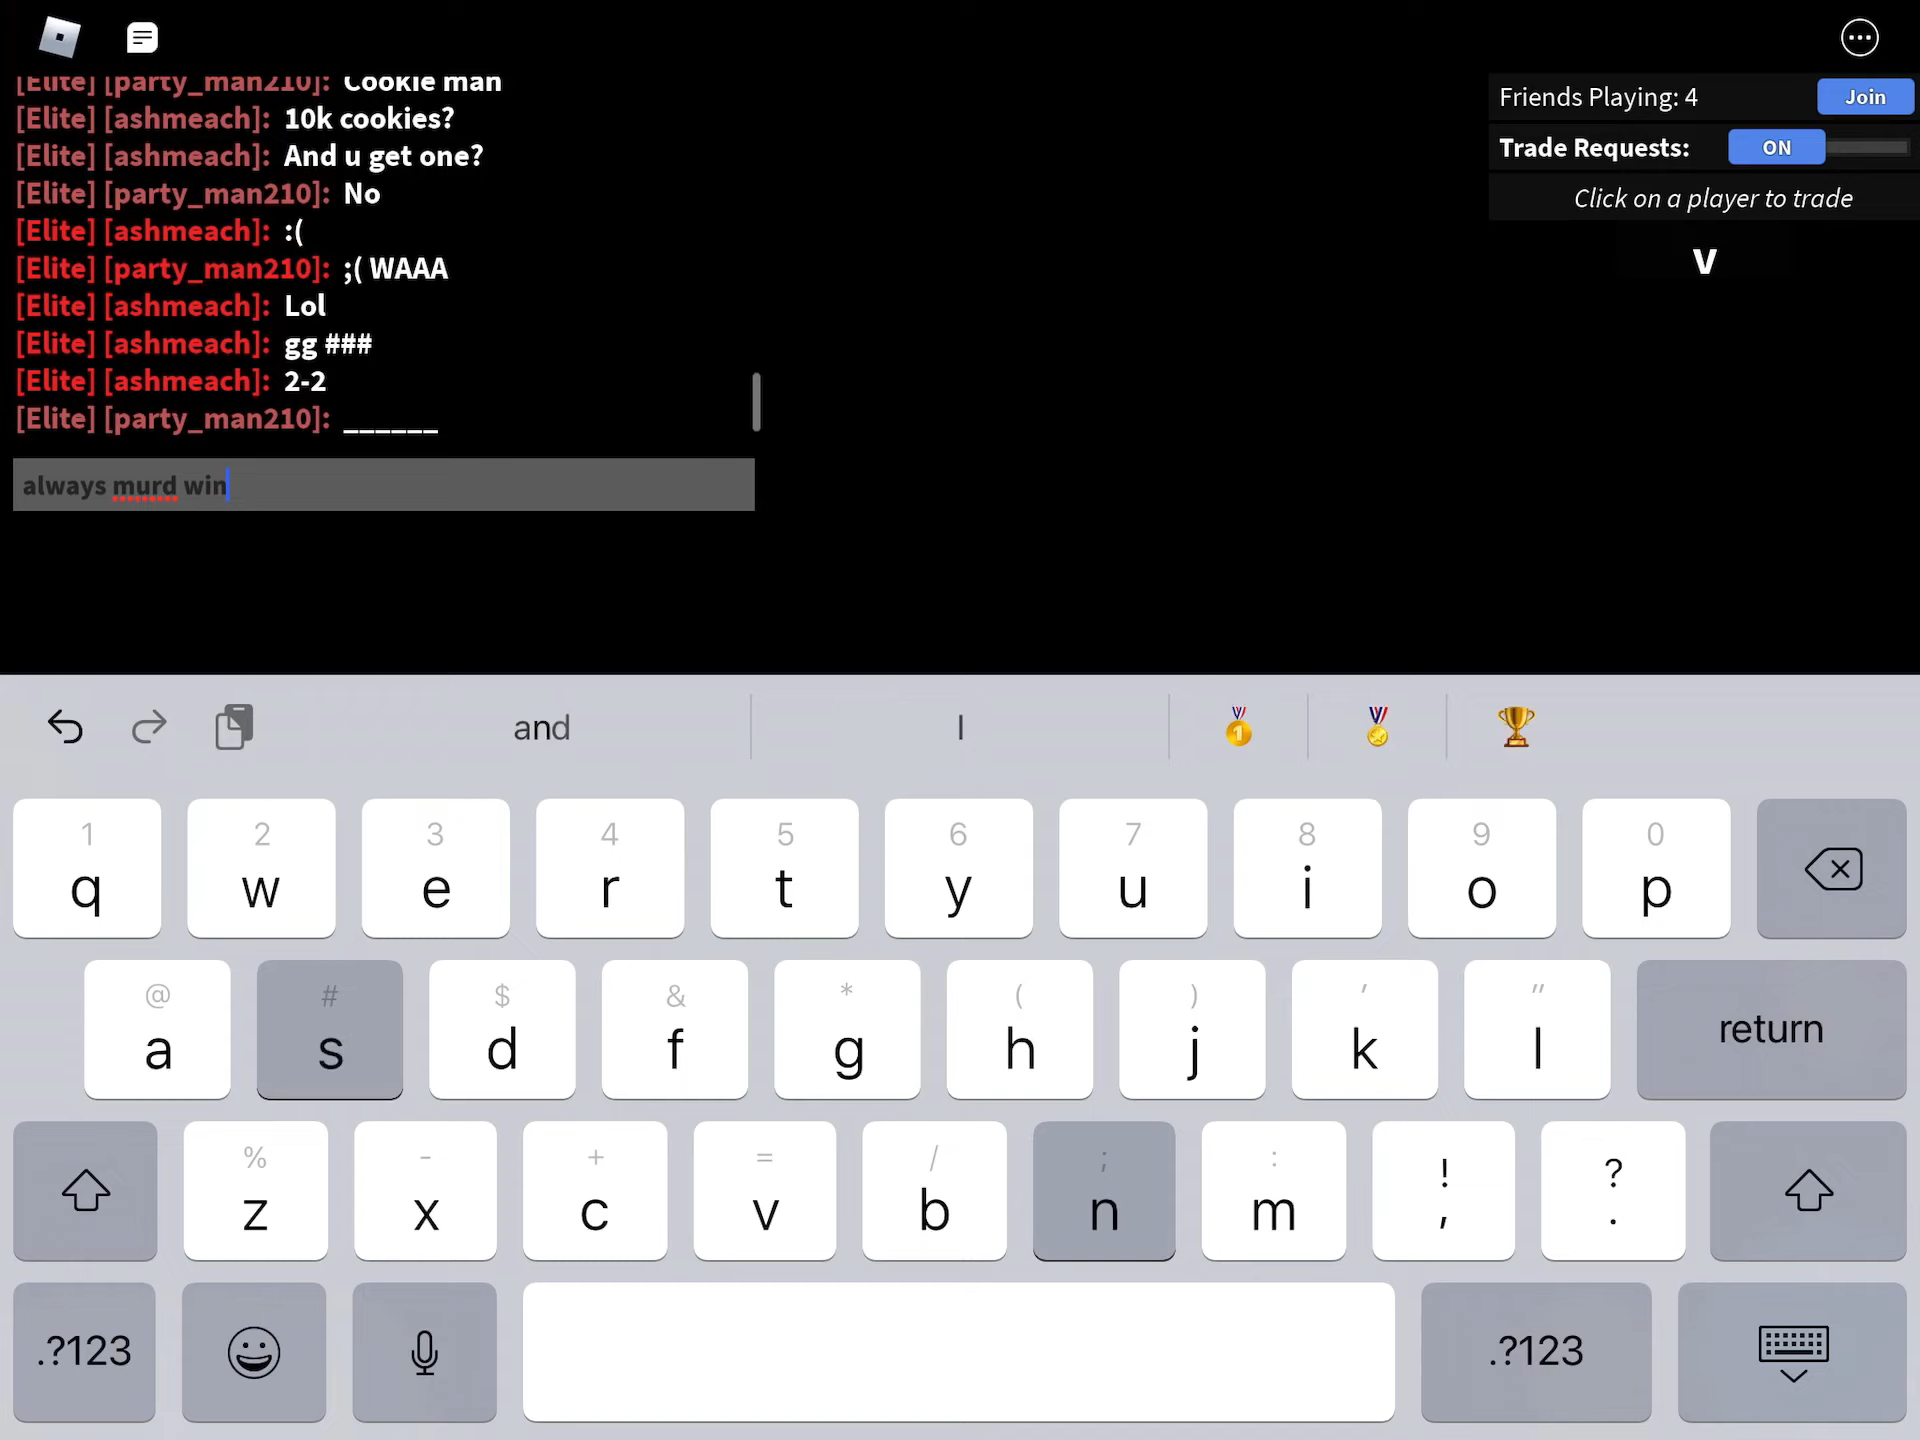 [Elite] [party_man210]: Cookie man
[Elite] [ashmeach]: 10k cookies?
[Elite] [ashmeach]: And u get one?
[Elite] [party_man210]: No
[Elite] [ashmeach]: :(
[Elite] [party_man210]: ;( WAAA
[Elite] [ashmeach]: Lol
[Elite] [ashmeach]: gg ###
[Elite] [ashmeach]: 2-2
[Elite] [party_man210]: ______
always murd win
Friends Playing: 4 Join
Trade Requests: ON
Click on a player to trade
V
and I
1 2 3 4 5 6 7 8 9 0
q w e r t y u i o p
@ # $ & * ( ) ' "
a s d f g h j k l return
% - + = / ; : ! ?
z x c v b n m , .
.?123 .?123